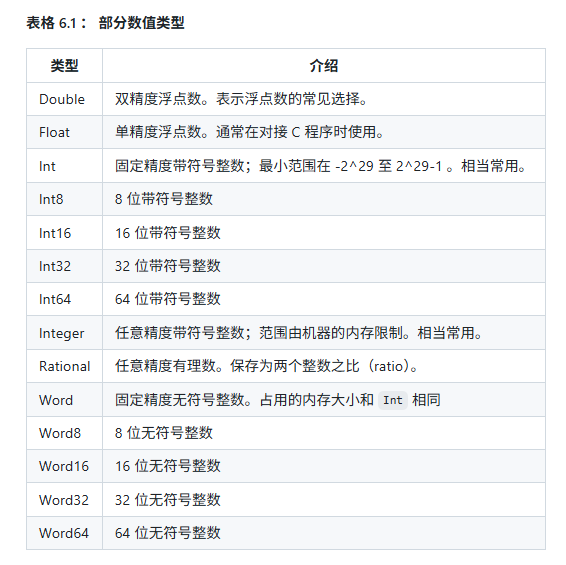 表格 6.1： 部分数值类型
类型 介绍
Double 双精度浮点数。表示浮点数的常见选择。
Float 单精度浮点数。通常在对接 C 程序时使用。
Int 固定精度带符号整数；最小范围在 -2^29 至 2^29-1 。相当常用。
Int8 8 位带符号整数
Int16 16 位带符号整数
Int32 32 位带符号整数
Int64 64 位带符号整数
Integer 任意精度带符号整数；范围由机器的内存限制。相当常用。
Rational 任意精度有理数。保存为两个整数之比（ratio）。
Word 固定精度无符号整数。占用的内存大小和 Int 相同
Word8 8 位无符号整数
Word16 16 位无符号整数
Word32 32 位无符号整数
Word64 64 位无符号整数